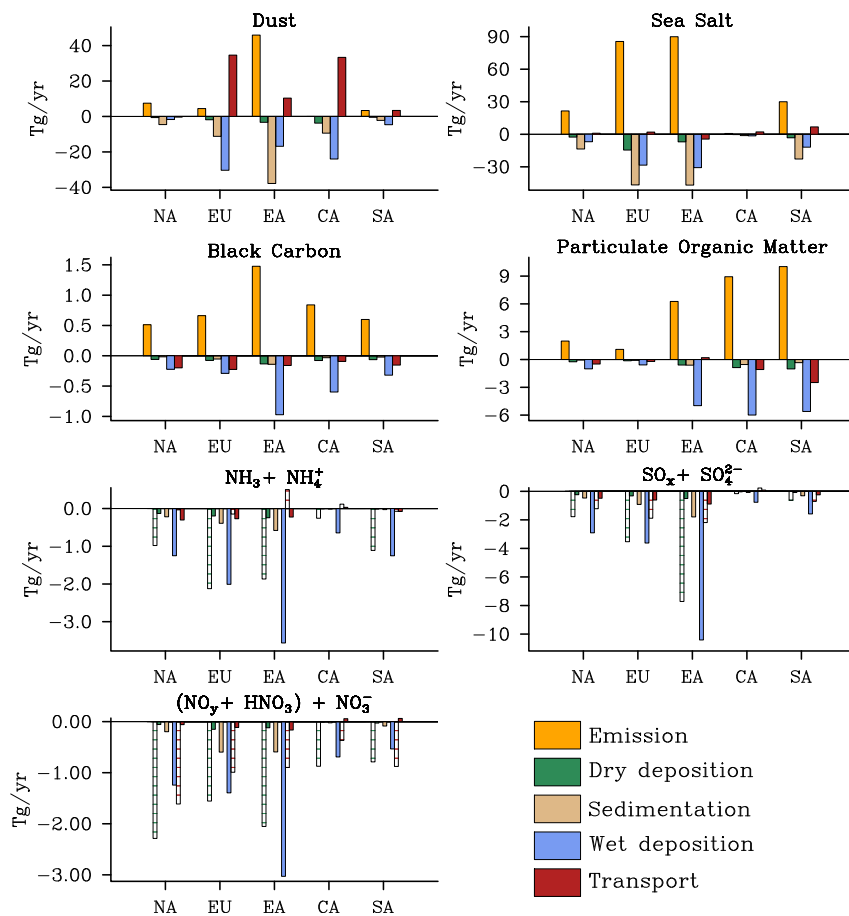 Dust
Tg/yr
40
20
0
−20
−40
NA EU EA CA SA
Sea Salt
Tg/yr
90
60
30
0
−30
NA EU EA CA SA
Black Carbon
Tg/yr
1.5
1.0
0.5
0.0
−0.5
−1.0
NA EU EA CA SA
Particulate Organic Matter
Tg/yr
9
6
3
0
−3
−6
NA EU EA CA SA
NH₃+ NH₄⁺
Tg/yr
0.0
−1.0
−2.0
−3.0
NA EU EA CA SA
SOₓ+ SO₄²⁻
Tg/yr
0
−2
−4
−6
−8
−10
NA EU EA CA SA
(NOᵧ+ HNO₃) + NO₃⁻
Tg/yr
0.00
−1.00
−2.00
−3.00
NA EU EA CA SA
Emission
Dry deposition
Sedimentation
Wet deposition
Transport